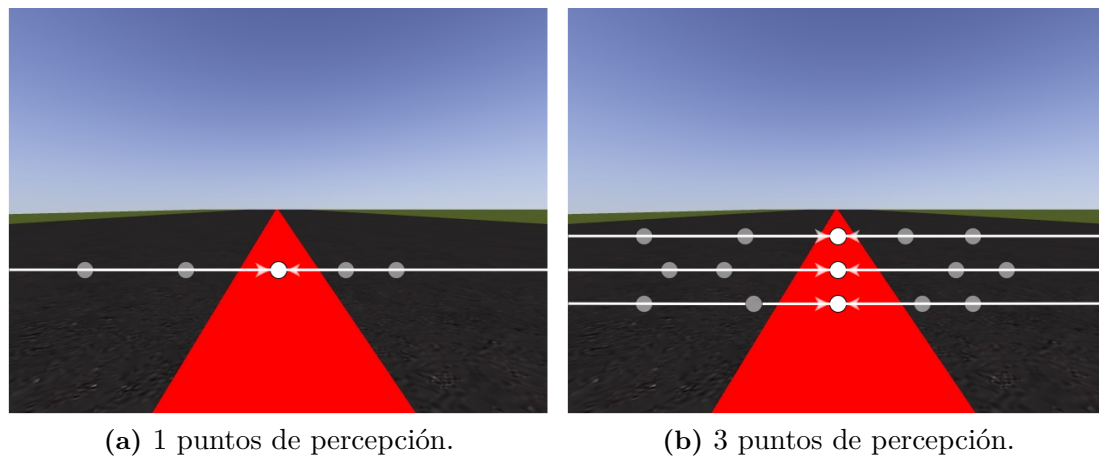 (a) 1 puntos de percepción.
(b) 3 puntos de percepción.